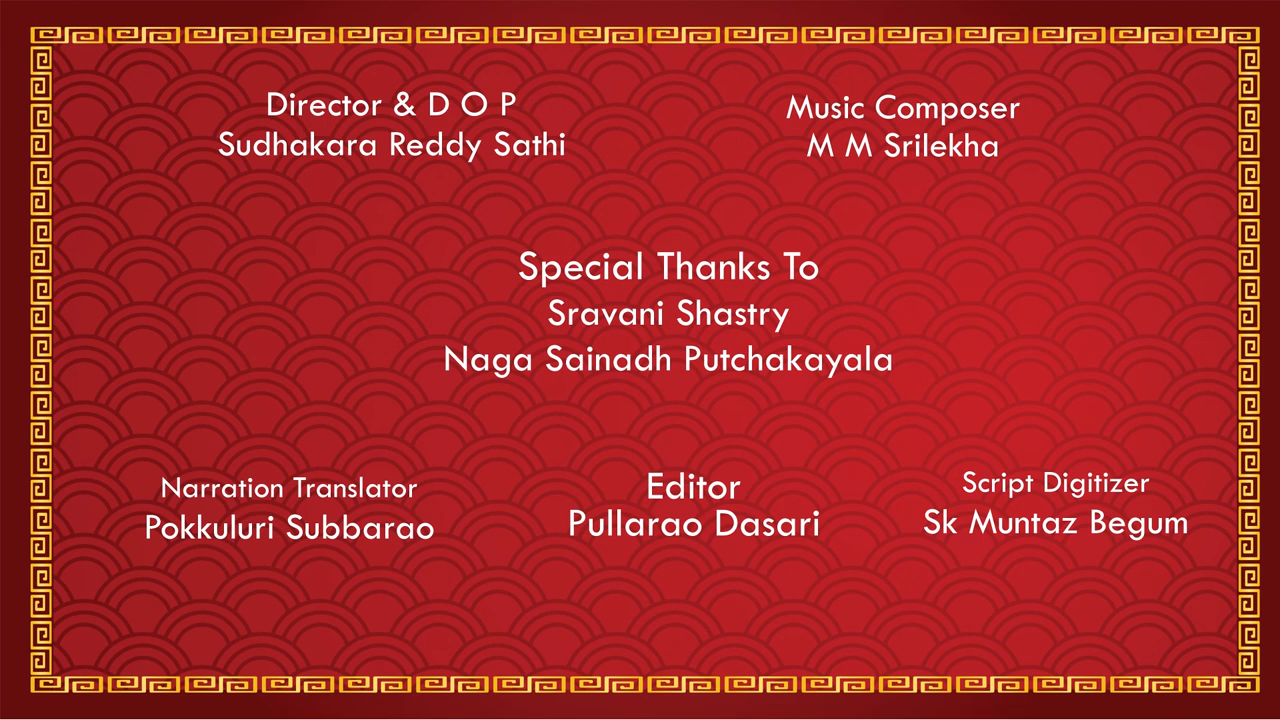 Director & D O P
Sudhakara Reddy Sathi
Music Composer
M M Srilekha
Special Thanks To
Sravani Shastry
Naga Sainadh Putchakayala
Narration Translator
Pokkuluri Subbarao
Editor
Pullarao Dasari
Script Digitizer
Sk Muntaz Begum